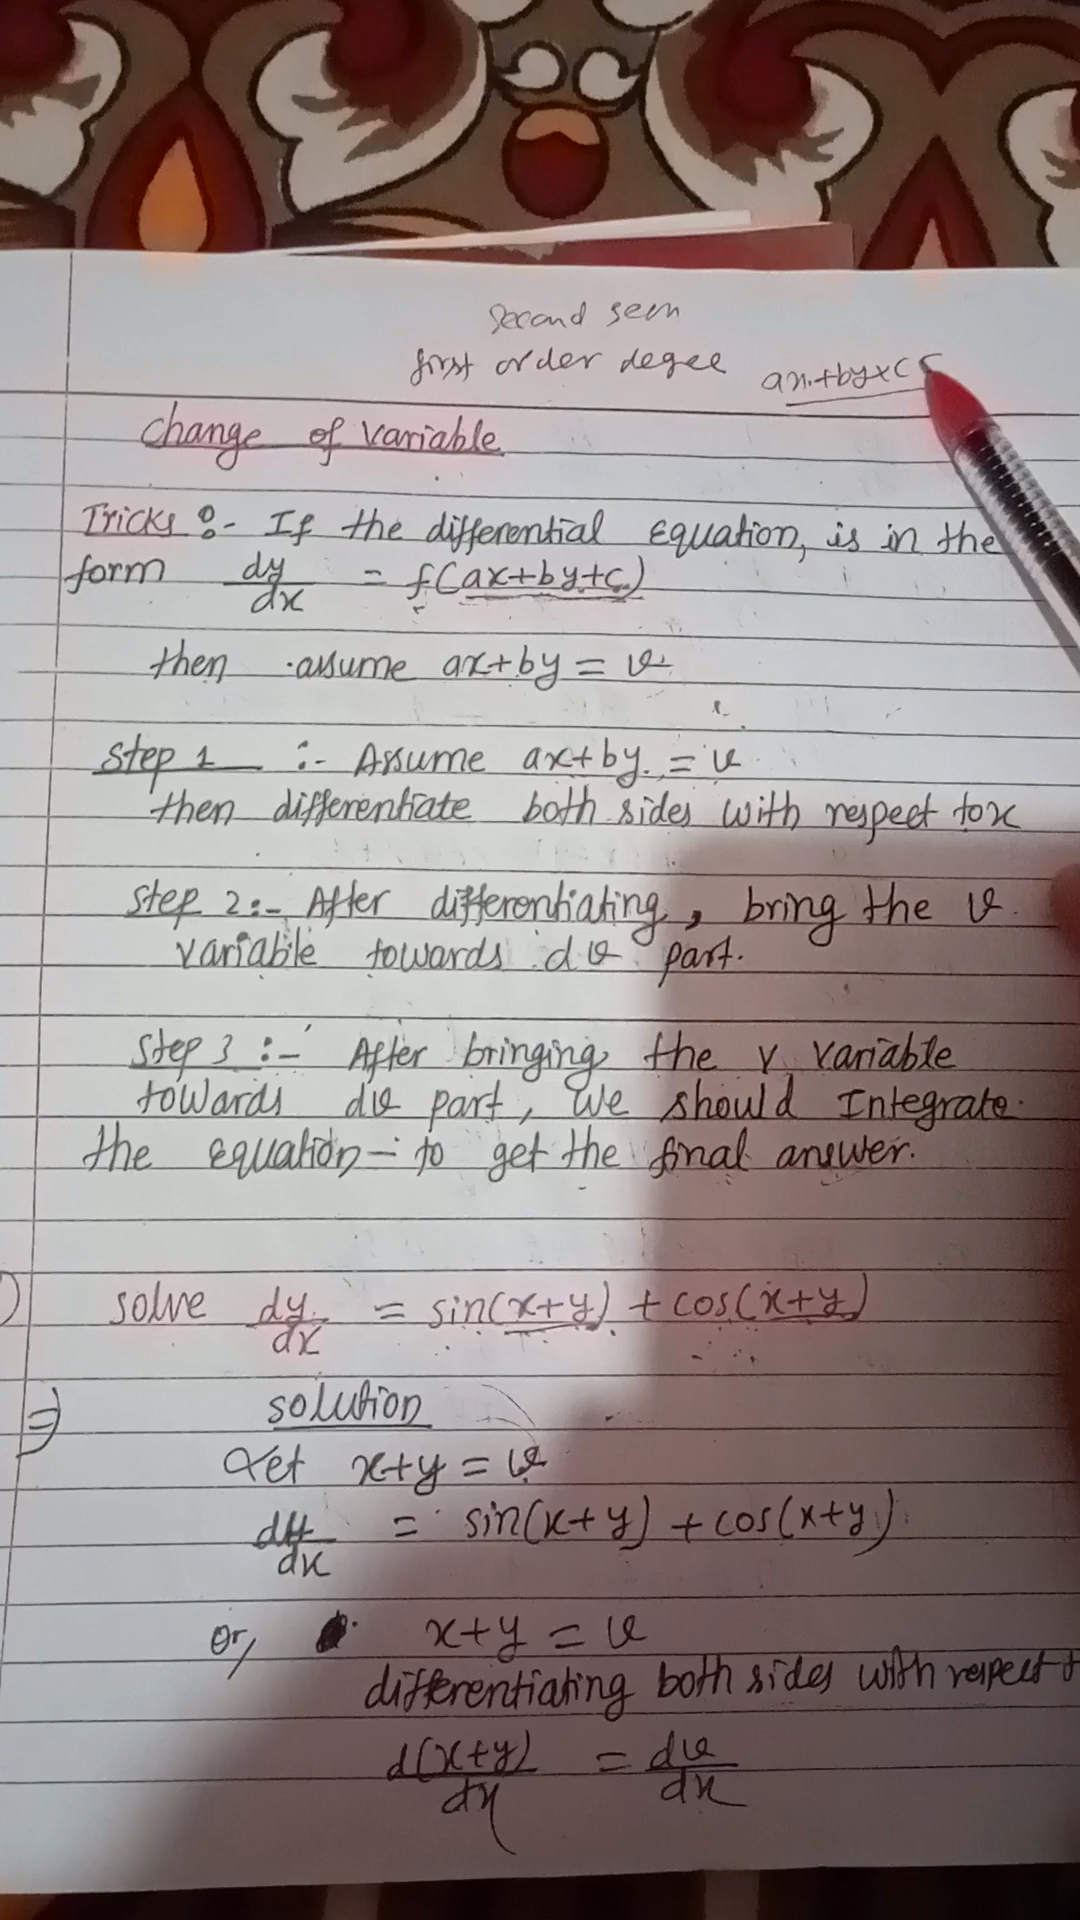 Second sem
first order degee ax+by+c
Change of variable
Tricks :- If the differential equation, is in the
form dy/dx = f(ax+by+c)
then assume ax+by = v
Step 1 :- Assume ax+by = v
then differentiate both sides with respect to x
Step 2:- After differentiating, bring the v
variable towards dv part.
Step 3 :- After bringing the v variable
towards dv part, we should Integrate
the equation to get the final answer.
solve dy/dx = sin(x+y) + cos(x+y)
⇒ solution
Let x+y = v
dy/dx = sin(x+y) + cos(x+y)
Or, x+y = v
differentiating both sides with respect
d(x+y)/dx = dv/dx